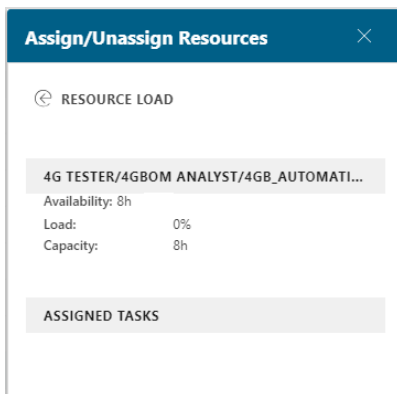 Assign/Unassign Resources
RESOURCE LOAD
4G TESTER/4GBOM ANALYST/4GB_AUTOMATI...
Availability: 8h
Load: 0%
Capacity: 8h
ASSIGNED TASKS